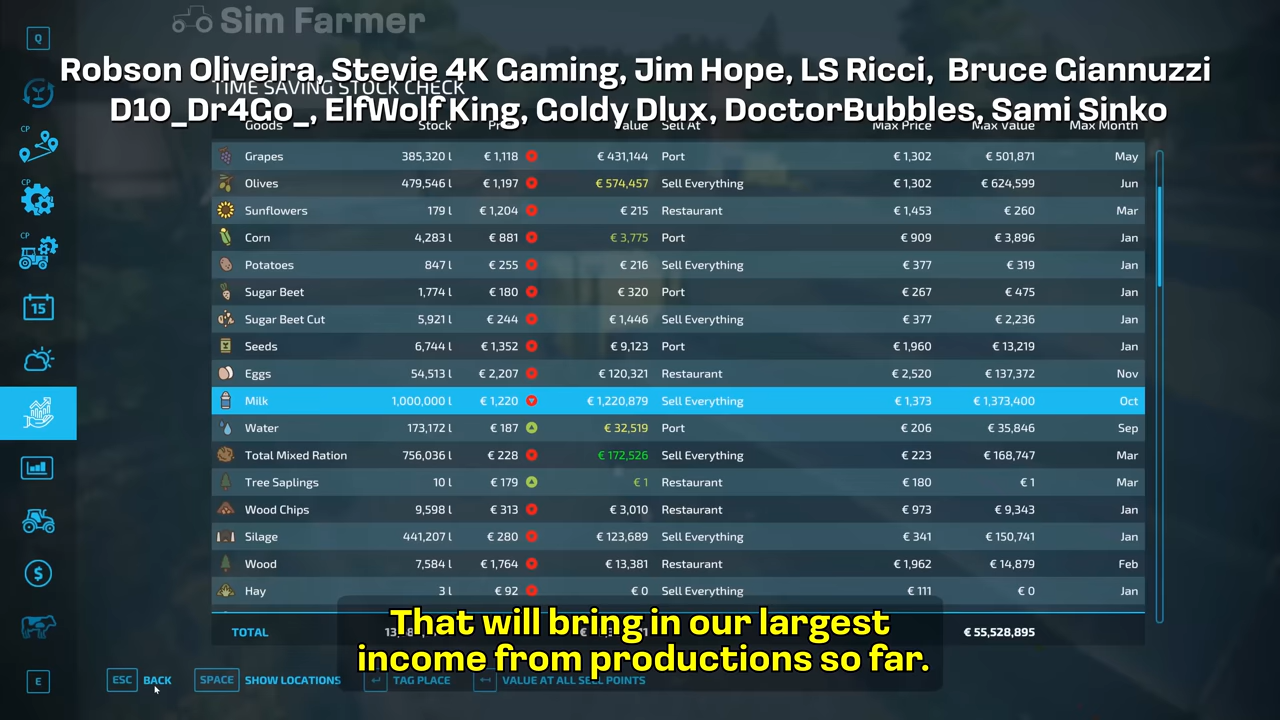 Sim Farmer
Robson Oliveira, Stevie 4K Gaming, Jim Hope, LS Ricci, Bruce Giannuzzi
TIME SAVING STOCK CHECK
D10_Dr4Go_, ElfWolf King, Goldy Dlux, DoctorBubbles, Sami Sinko
Goods Stock Value Sell At Max Price Max Value Max Month
Grapes 385,320 l € 1,118 € 431,144 Port € 1,302 € 501,871 May
Olives 479,546 l € 1,197 € 574,457 Sell Everything € 1,302 € 624,599 Jun
Sunflowers 179 l € 1,204 € 215 Restaurant € 1,453 € 260 Mar
Corn 4,283 l € 881 € 3,775 Port € 909 € 3,896 Jan
Potatoes 847 l € 255 € 216 Sell Everything € 377 € 319 Jan
Sugar Beet 1,774 l € 180 € 320 Port € 267 € 475 Jan
Sugar Beet Cut 5,921 l € 244 € 1,446 Sell Everything € 377 € 2,236 Jan
Seeds 6,744 l € 1,352 € 9,123 Port € 1,960 € 13,219 Jan
Eggs 54,513 l € 2,207 € 120,321 Restaurant € 2,520 € 137,372 Nov
Milk 1,000,000 l € 1,220 € 1,220,879 Sell Everything € 1,373 € 1,373,400 Oct
Water 173,172 l € 187 € 32,519 Port € 206 € 35,846 Sep
Total Mixed Ration 756,036 l € 228 € 172,526 Sell Everything € 223 € 168,747 Mar
Tree Saplings 10 l € 179 € 1 Restaurant € 180 € 1 Mar
Wood Chips 9,598 l € 313 € 3,010 Restaurant € 973 € 9,343 Jan
Silage 441,207 l € 280 € 123,689 Sell Everything € 341 € 150,741 Jan
Wood 7,584 l € 1,764 € 13,381 Restaurant € 1,962 € 14,879 Feb
Hay 3 l € 92 € 0 Sell Everything € 111 € 0 Jan
TOTAL € 55,528,895
That will bring in our largest
income from productions so far.
ESC BACK SPACE SHOW LOCATIONS TAG PLACE VALUE AT ALL SELL POINTS
Q
CP
CP
CP
15
$
E